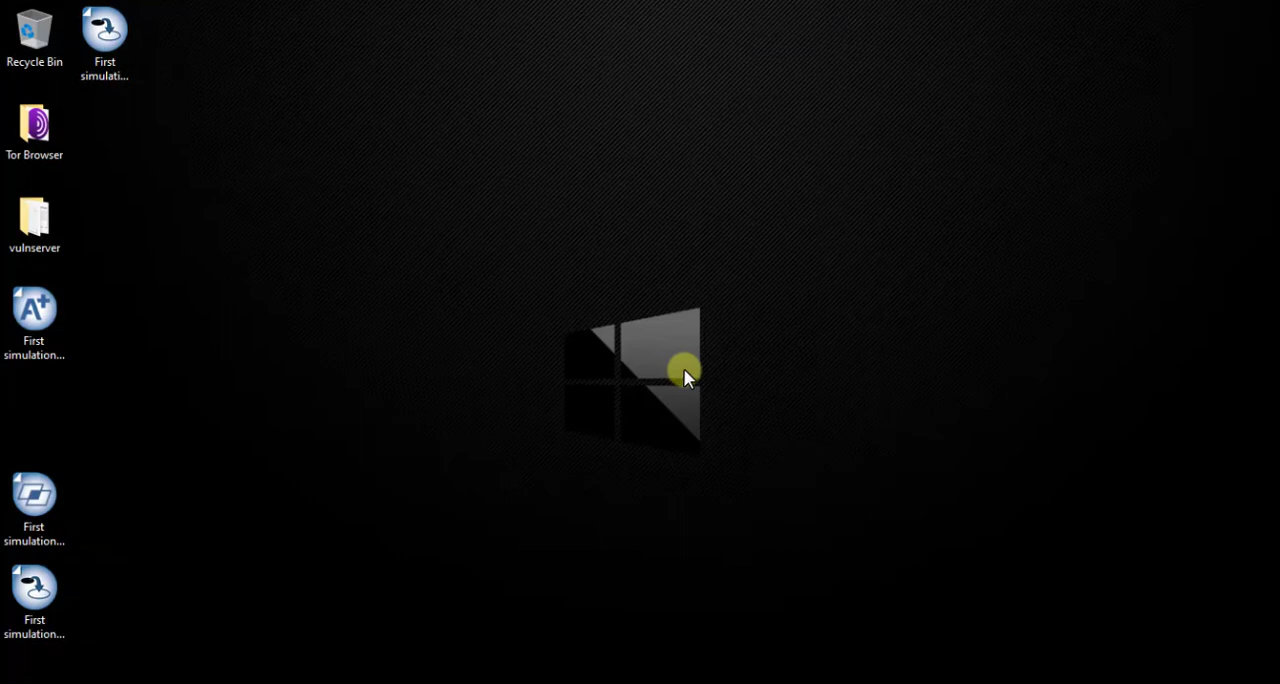 Recycle Bin
First
simulati...
Tor Browser
vulnserver
A+
First
simulation...
First
simulation...
First
simulation...